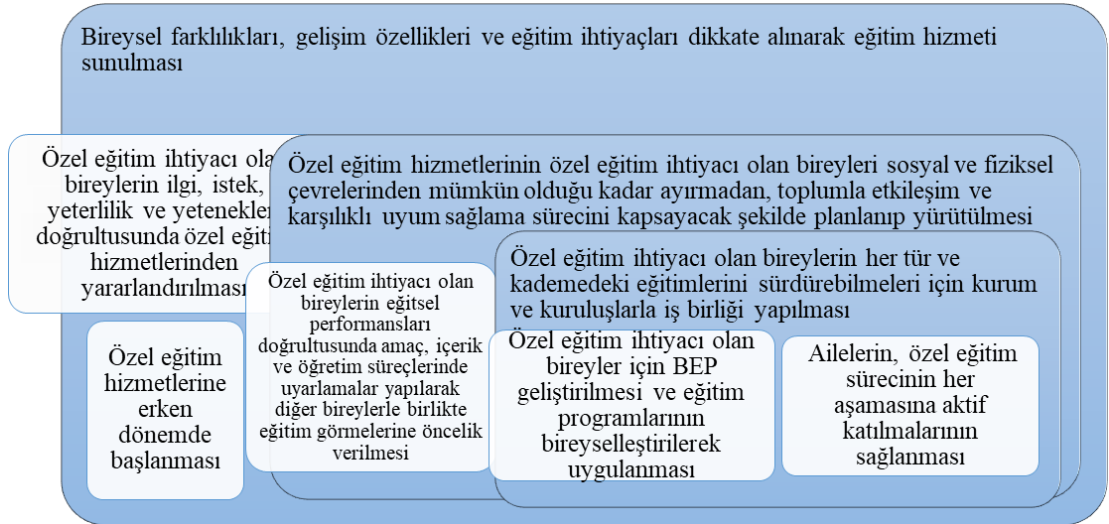 Bireysel farklılıkları, gelişim özellikleri ve eğitim ihtiyaçları dikkate alınarak eğitim hizmeti
sunulması
Özel eğitim ihtiyacı ola
bireylerin ilgi, istek,
yeterlilik ve yetenekler
doğrultusunda özel eğiti
hizmetlerinden
yararlandırılması
Özel eğitim hizmetlerinin özel eğitim ihtiyacı olan bireyleri sosyal ve fiziksel
çevrelerinden mümkün olduğu kadar ayırmadan, toplumla etkileşim ve
karşılıklı uyum sağlama sürecini kapsayacak şekilde planlanıp yürütülmesi
Özel eğitim ihtiyacı olan bireylerin her tür ve
kademedeki eğitimlerini sürdürebilmeleri için kurum
ve kuruluşlarla iş birliği yapılması
Özel eğitim
hizmetlerine
erken
dönemde
başlanması
Özel eğitim ihtiyacı olan
bireylerin eğitsel
performansları
doğrultusunda amaç, içerik
ve öğretim süreçlerinde
uyarlamalar yapılarak
diğer bireylerle birlikte
eğitim görmelerine öncelik
verilmesi
Özel eğitim ihtiyacı olan
bireyler için BEP
geliştirilmesi ve eğitim
programlarının
bireyselleştirilerek
uygulanması
Ailelerin, özel eğitim
sürecinin her
aşamasına aktif
katılmalarının
sağlanması